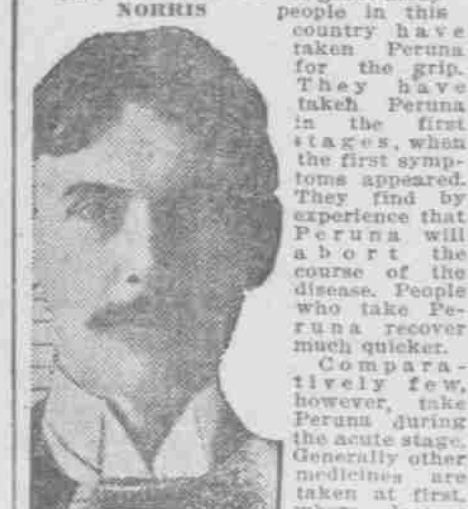 NORRIS
people in this
country have
taken Peruna
for the grip.
They have
taken Peruna
in the first
stages, when
the first symp-
toms appeared.
They find by
experience that
Peruna will
abort the
course of the
disease. People
who take Pe-
runa recover
much quicker.
Compara-
tively few,
however, take
Peruna during
the acute stage.
Generally other
medicines are
taken at first,